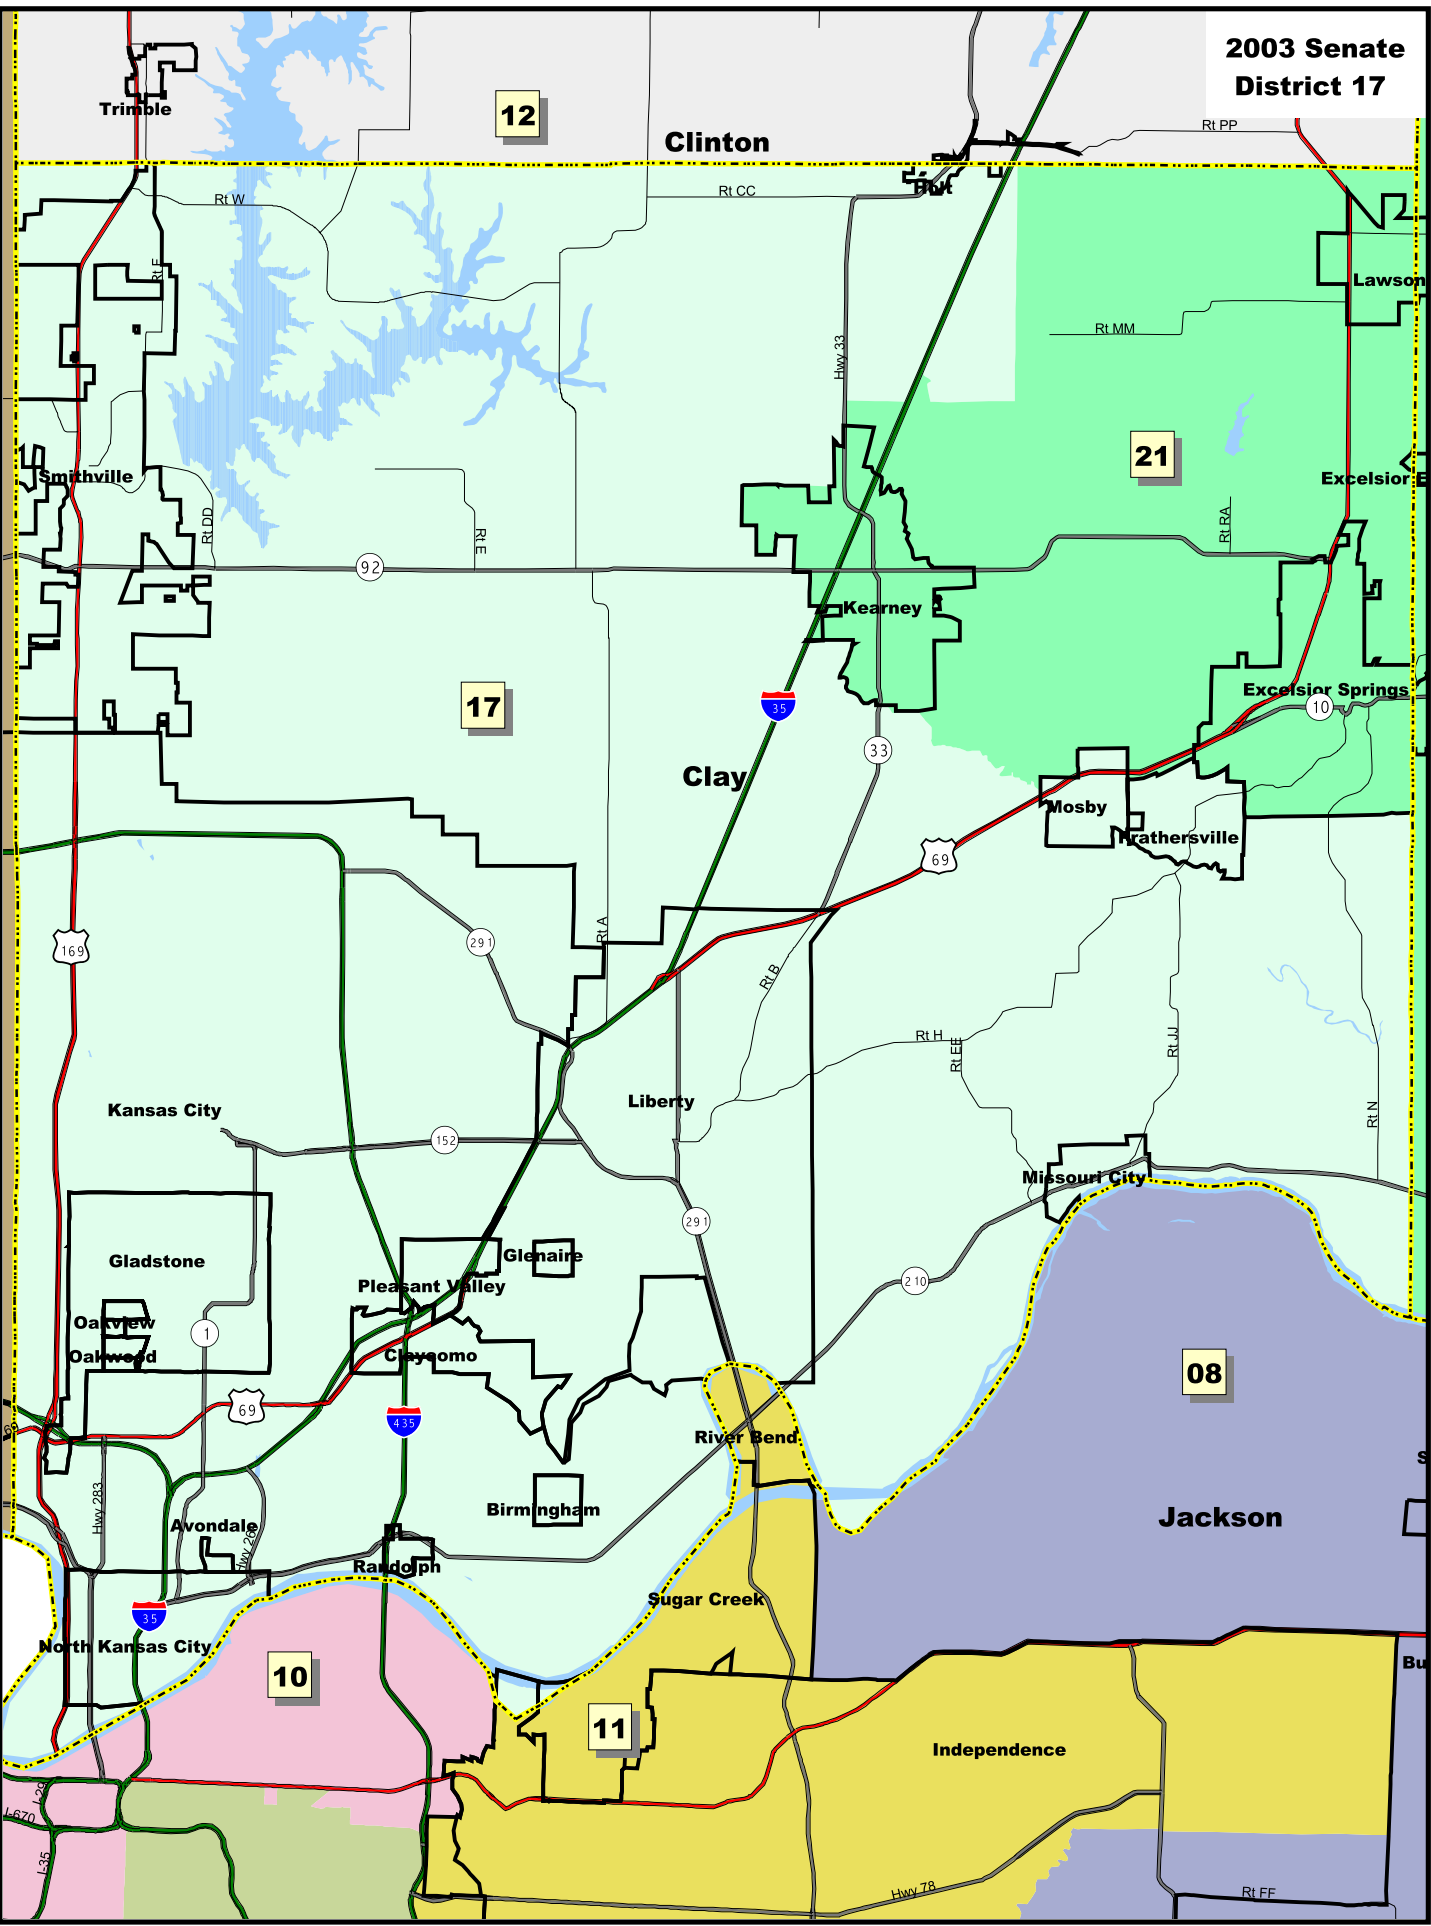 2003 Senate
District 17
Trimble
12
Clinton
Rt PP
Holt
Rt W
Rt CC
Rt F
Lawson
Rt MM
Hwy 33
21
Smithville
Excelsior E
Rt DD
Rt E
Rt RA
92
Kearney
17
35
Excelsior Springs
10
33
Clay
Mosby
Prathersville
69
169
291
Rt A
Rt B
Rt H
Rt EE
Rt JJ
Kansas City
Liberty
Rt N
152
Missouri City
291
Gladstone
Glenaire
Pleasant Valley
210
Oakview
1
Oakwood
Claycomo
08
69
435
River Bend
Hwy 283
Birmingham
Jackson
Avondale
Randolph
Sugar Creek
35
North Kansas City
Bu
10
11
Independence
I-29
I-670
I-35
Hwy 78
Rt FF